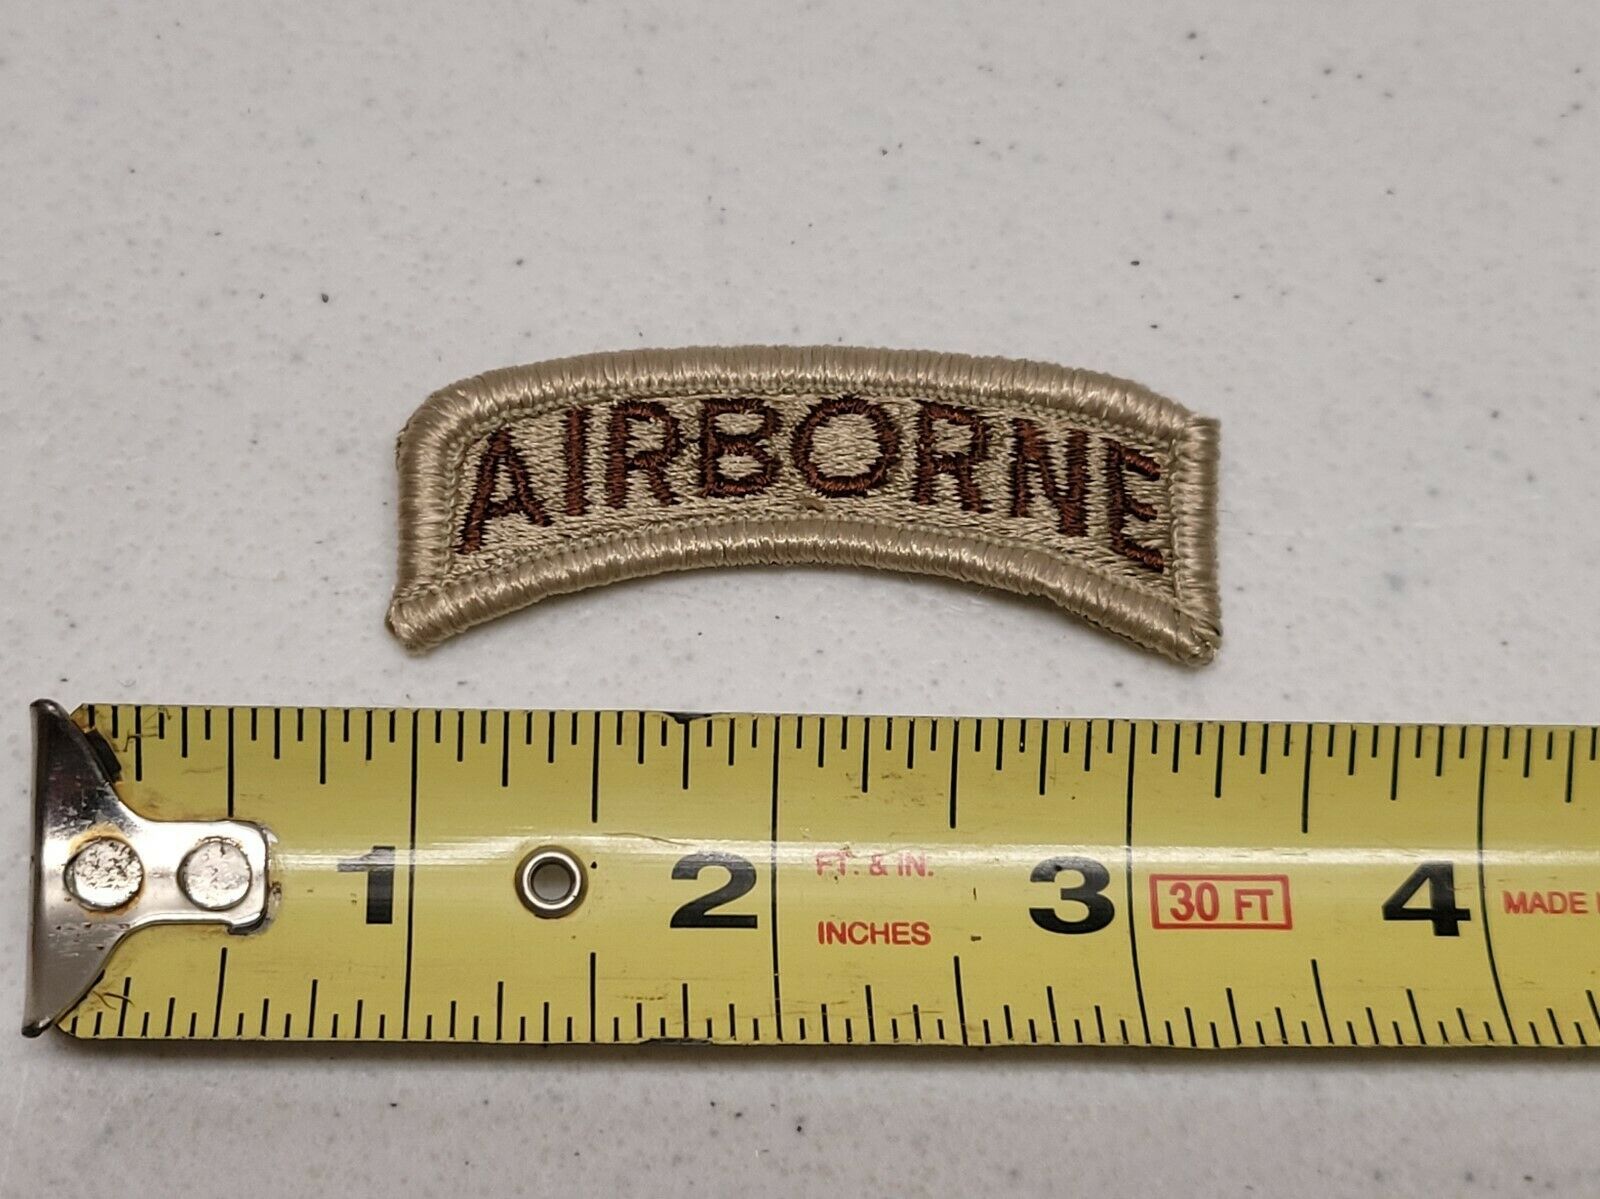 AIRBORNE
1 2 3 4
FT. & IN.
INCHES
30 FT
MADE